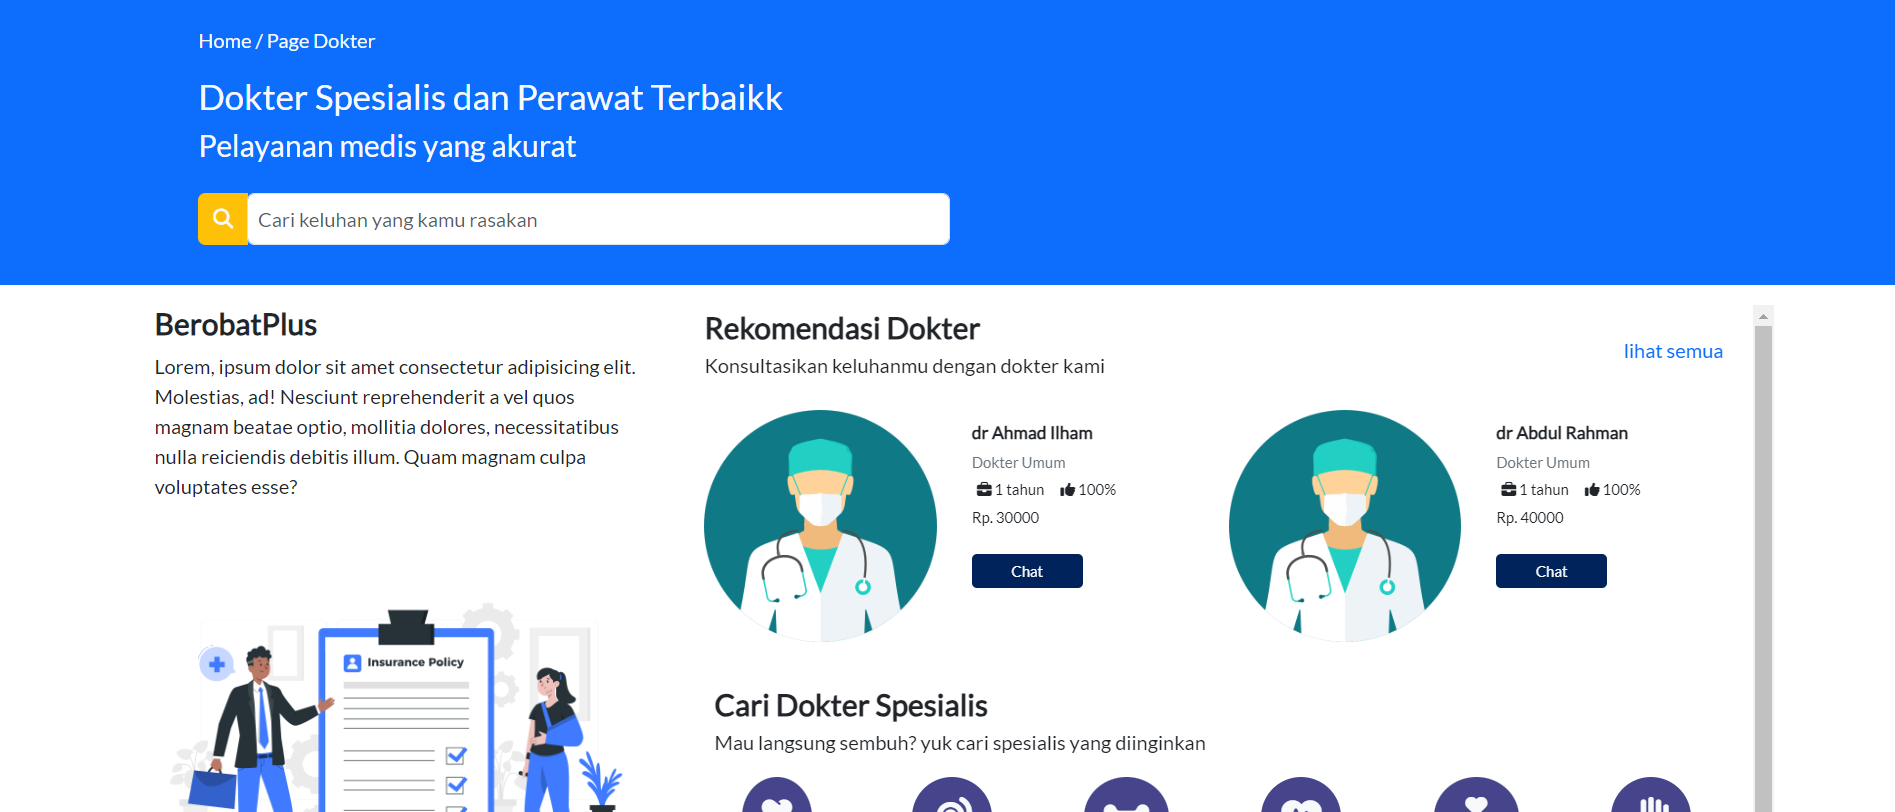 Home / Page Dokter
Dokter Spesialis dan Perawat Terbaikk
Pelayanan medis yang akurat
Cari keluhan yang kamu rasakan
BerobatPlus
Lorem, ipsum dolor sit amet consectetur adipisicing elit.
Molestias, ad! Nesciunt reprehenderit a vel quos
magnam beatae optio, mollitia dolores, necessitatibus
nulla reiciendis debitis illum. Quam magnam culpa
voluptates esse?
Insurance Policy
Rekomendasi Dokter
Konsultasikan keluhanmu dengan dokter kami
lihat semua
dr Ahmad Ilham
Dokter Umum
1 tahun 100%
Rp. 30000
Chat
dr Abdul Rahman
Dokter Umum
1 tahun 100%
Rp. 40000
Chat
Cari Dokter Spesialis
Mau langsung sembuh? yuk cari spesialis yang diinginkan